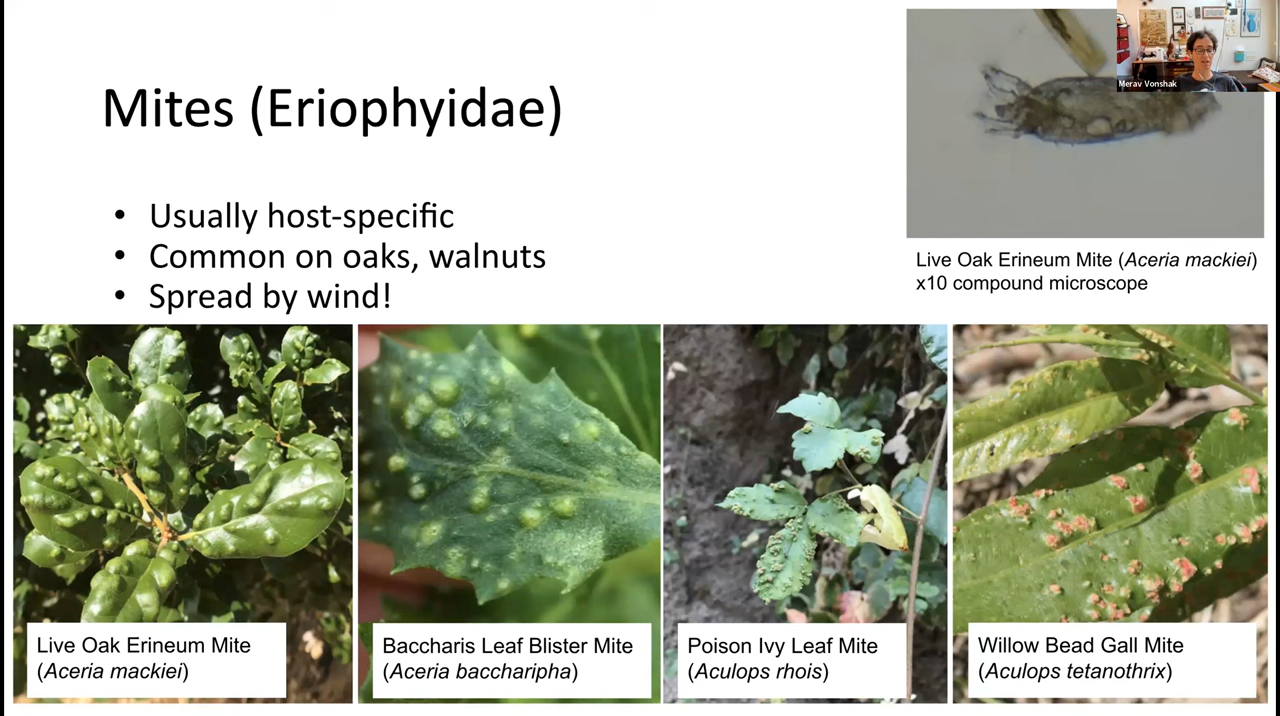 Mites (Eriophyidae)
• Usually host-specific
• Common on oaks, walnuts
• Spread by wind!
Merav Vonshak
Live Oak Erineum Mite (Aceria mackiei)
x10 compound microscope
Live Oak Erineum Mite
(Aceria mackiei)
Baccharis Leaf Blister Mite
(Aceria baccharipha)
Poison Ivy Leaf Mite
(Aculops rhois)
Willow Bead Gall Mite
(Aculops tetanothrix)